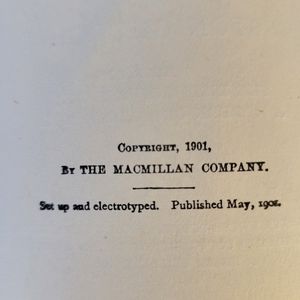 Copyright, 1901,
By THE MACMILLAN COMPANY.
Set up and electrotyped. Published May, 1901.